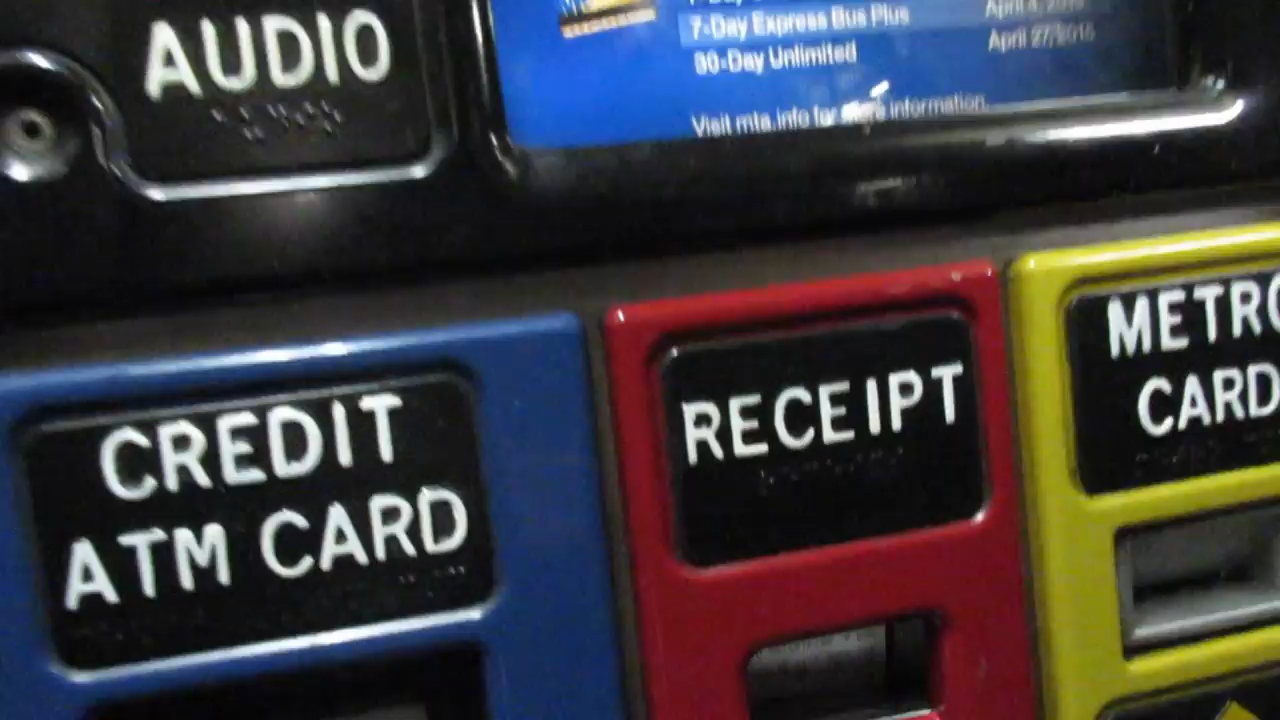 AUDIO
7-Day Express Bus Plus
30-Day Unlimited
April 27, 2015
Visit mta.info for more information.
CREDIT
ATM CARD
RECEIPT
METRO
CARD